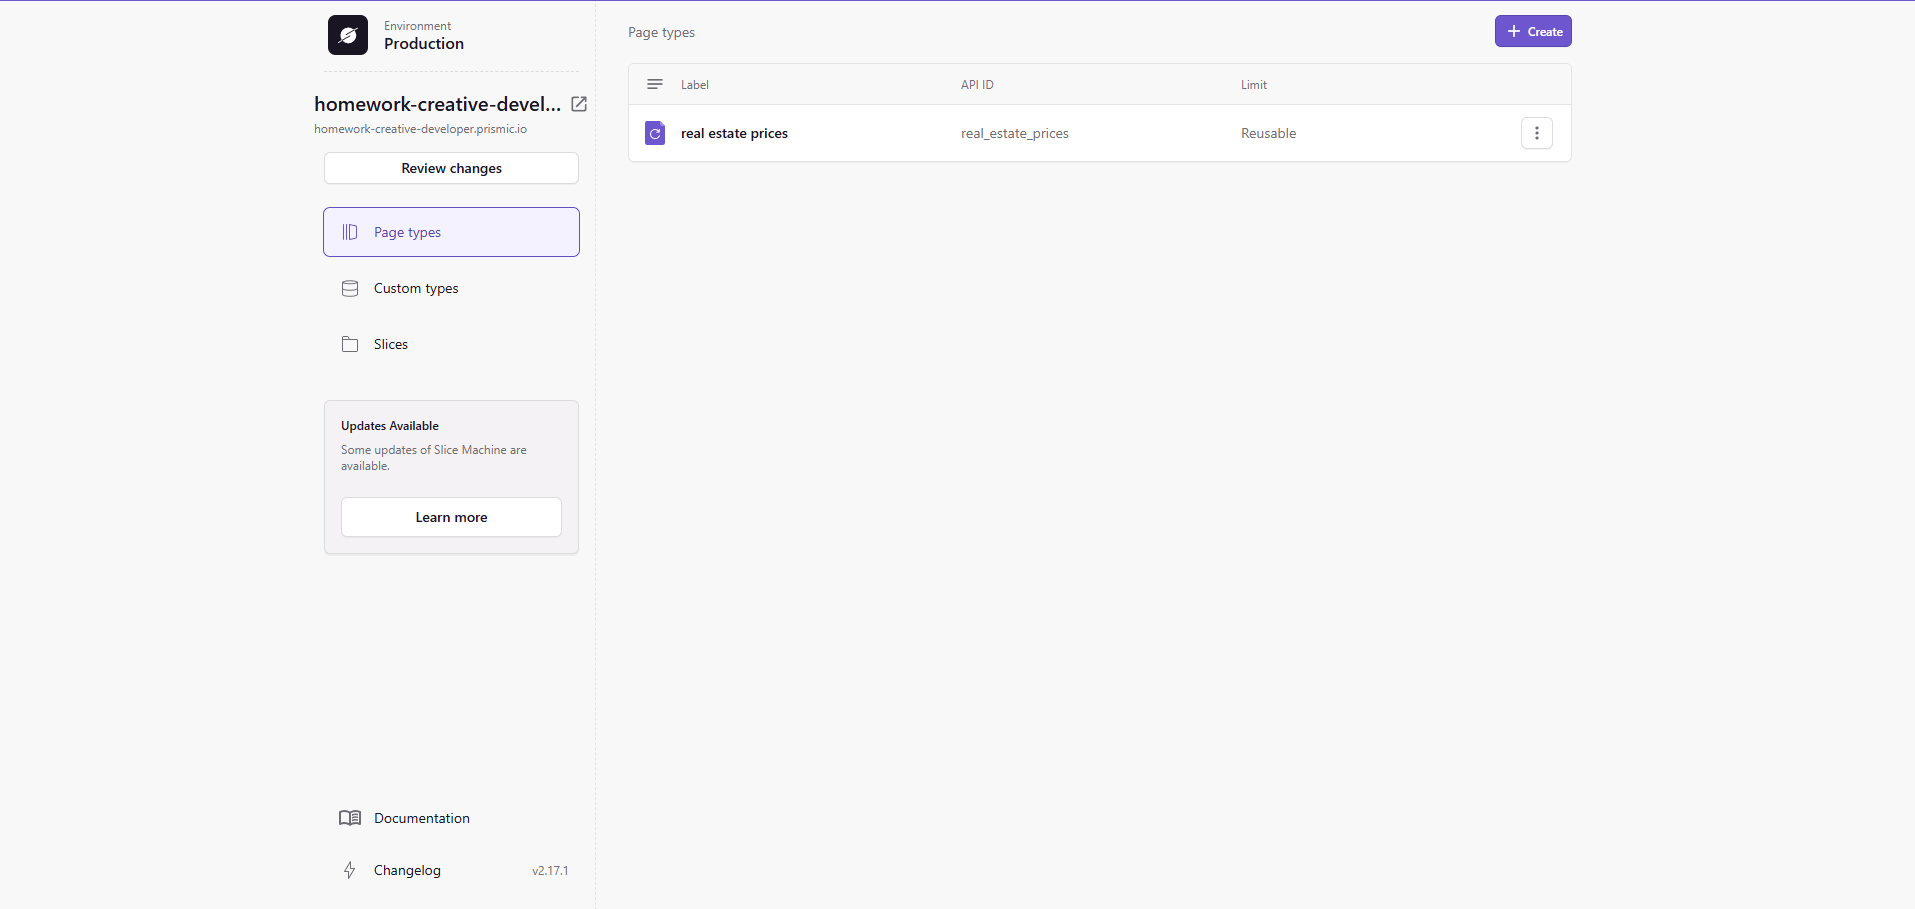 Environment
Production
homework-creative-devel...
homework-creative-developer.prismic.io
Review changes
Page types
Custom types
Slices
Updates Available
Some updates of Slice Machine are
available.
Learn more
Documentation
Changelog v2.17.1
Page types
Create
Label API ID Limit
real estate prices real_estate_prices Reusable